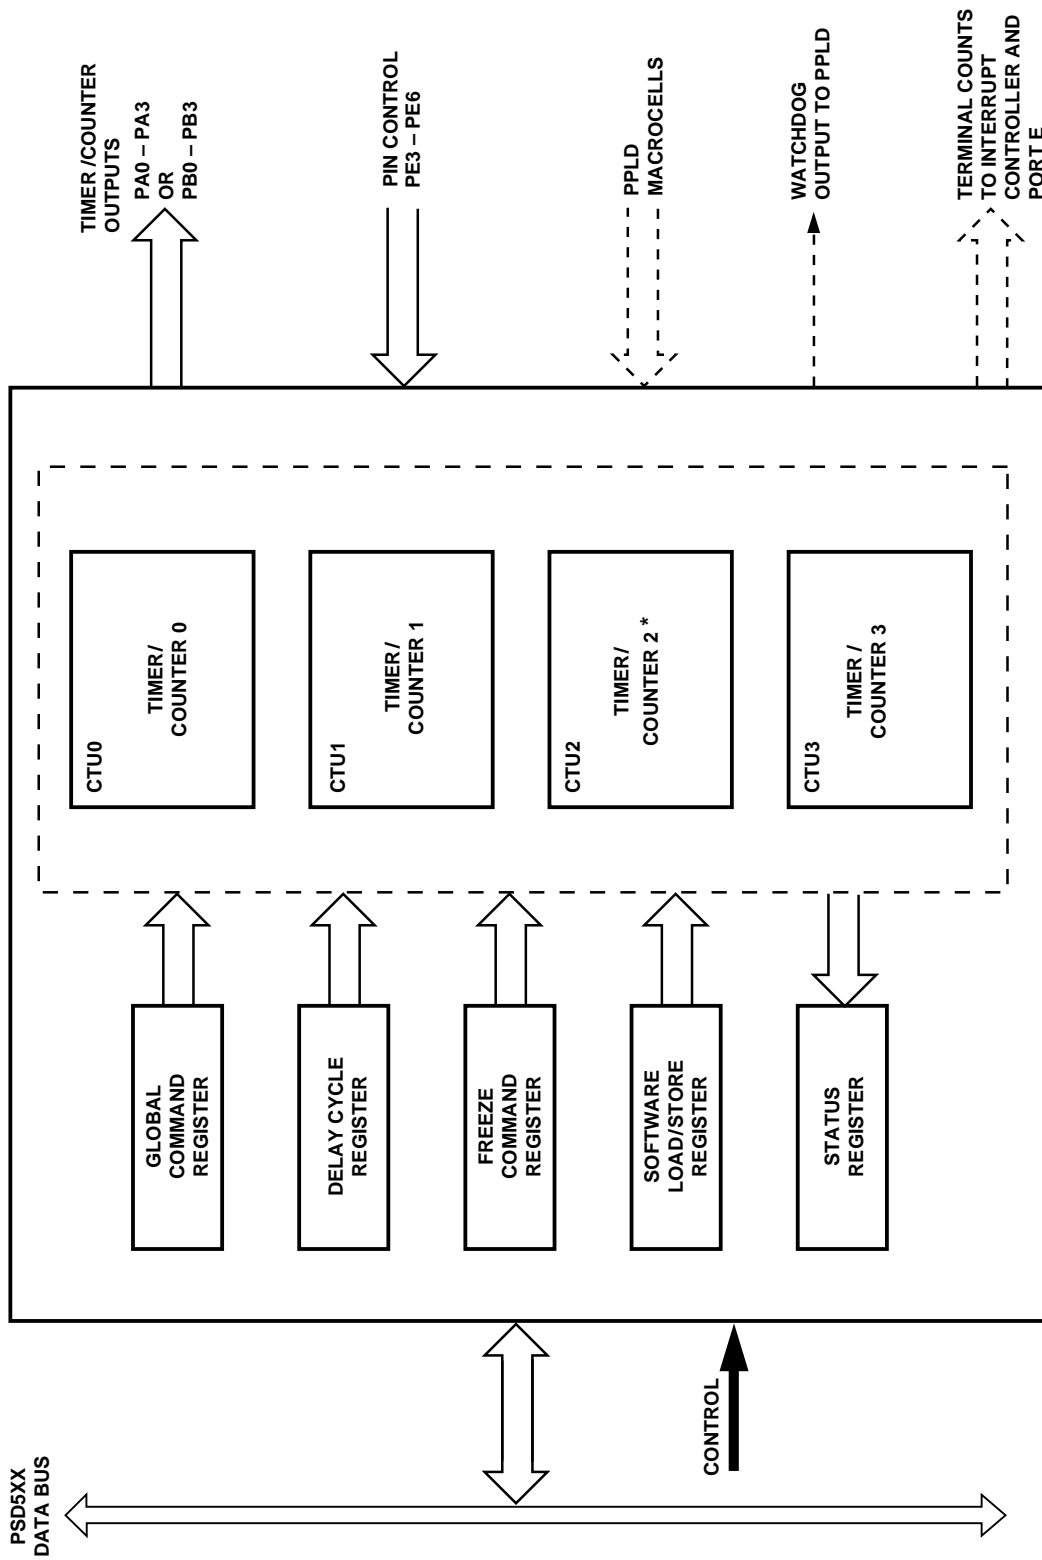 PSD5XX
DATA BUS
CONTROL
GLOBAL
COMMAND
REGISTER
DELAY CYCLE
REGISTER
FREEZE
COMMAND
REGISTER
SOFTWARE
LOAD/STORE
REGISTER
STATUS
REGISTER
CTU0
TIMER/
COUNTER 0
CTU1
TIMER/
COUNTER 1
CTU2
TIMER/
COUNTER 2 *
CTU3
TIMER /
COUNTER 3
TIMER /COUNTER
OUTPUTS
PA0 – PA3
OR
PB0 – PB3
PIN CONTROL
PE3 – PE6
PPLD
MACROCELLS
WATCHDOG
OUTPUT TO PPLD
TERMINAL COUNTS
TO INTERRUPT
CONTROLLER AND
PORT E